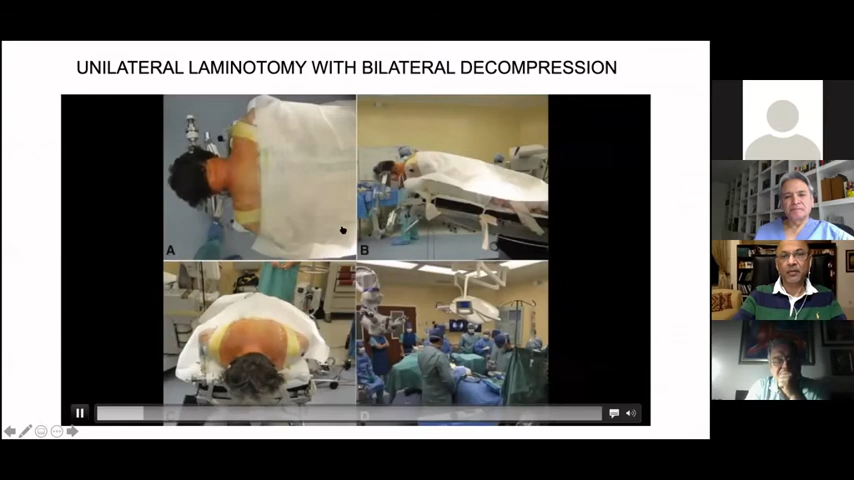 UNILATERAL LAMINOTOMY WITH BILATERAL DECOMPRESSION
A
B
C
D